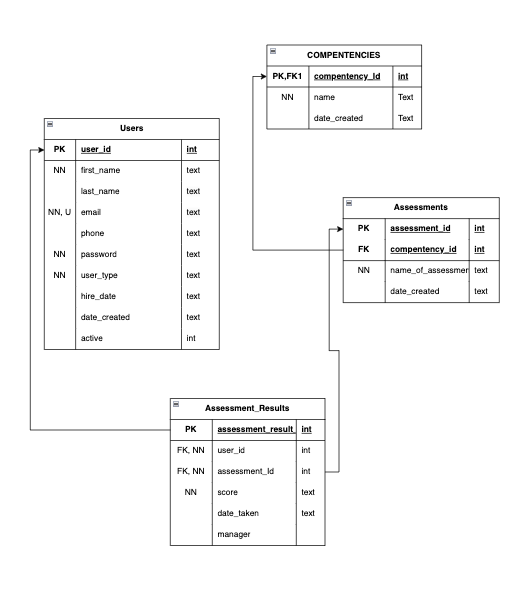 COMPENTENCIES
PK,FK1 compentency_Id int
NN name Text
date_created Text
Users
PK user_id int
NN first_name text
last_name text
NN, U email text
phone text
NN password text
NN user_type text
hire_date text
date_created text
active int
Assessments
PK assessment_id int
FK compentency_id int
NN name_of_assessmen text
date_created text
Assessment_Results
PK assessment_result_ int
FK, NN user_id int
FK, NN assessment_Id int
NN score text
date_taken text
manager